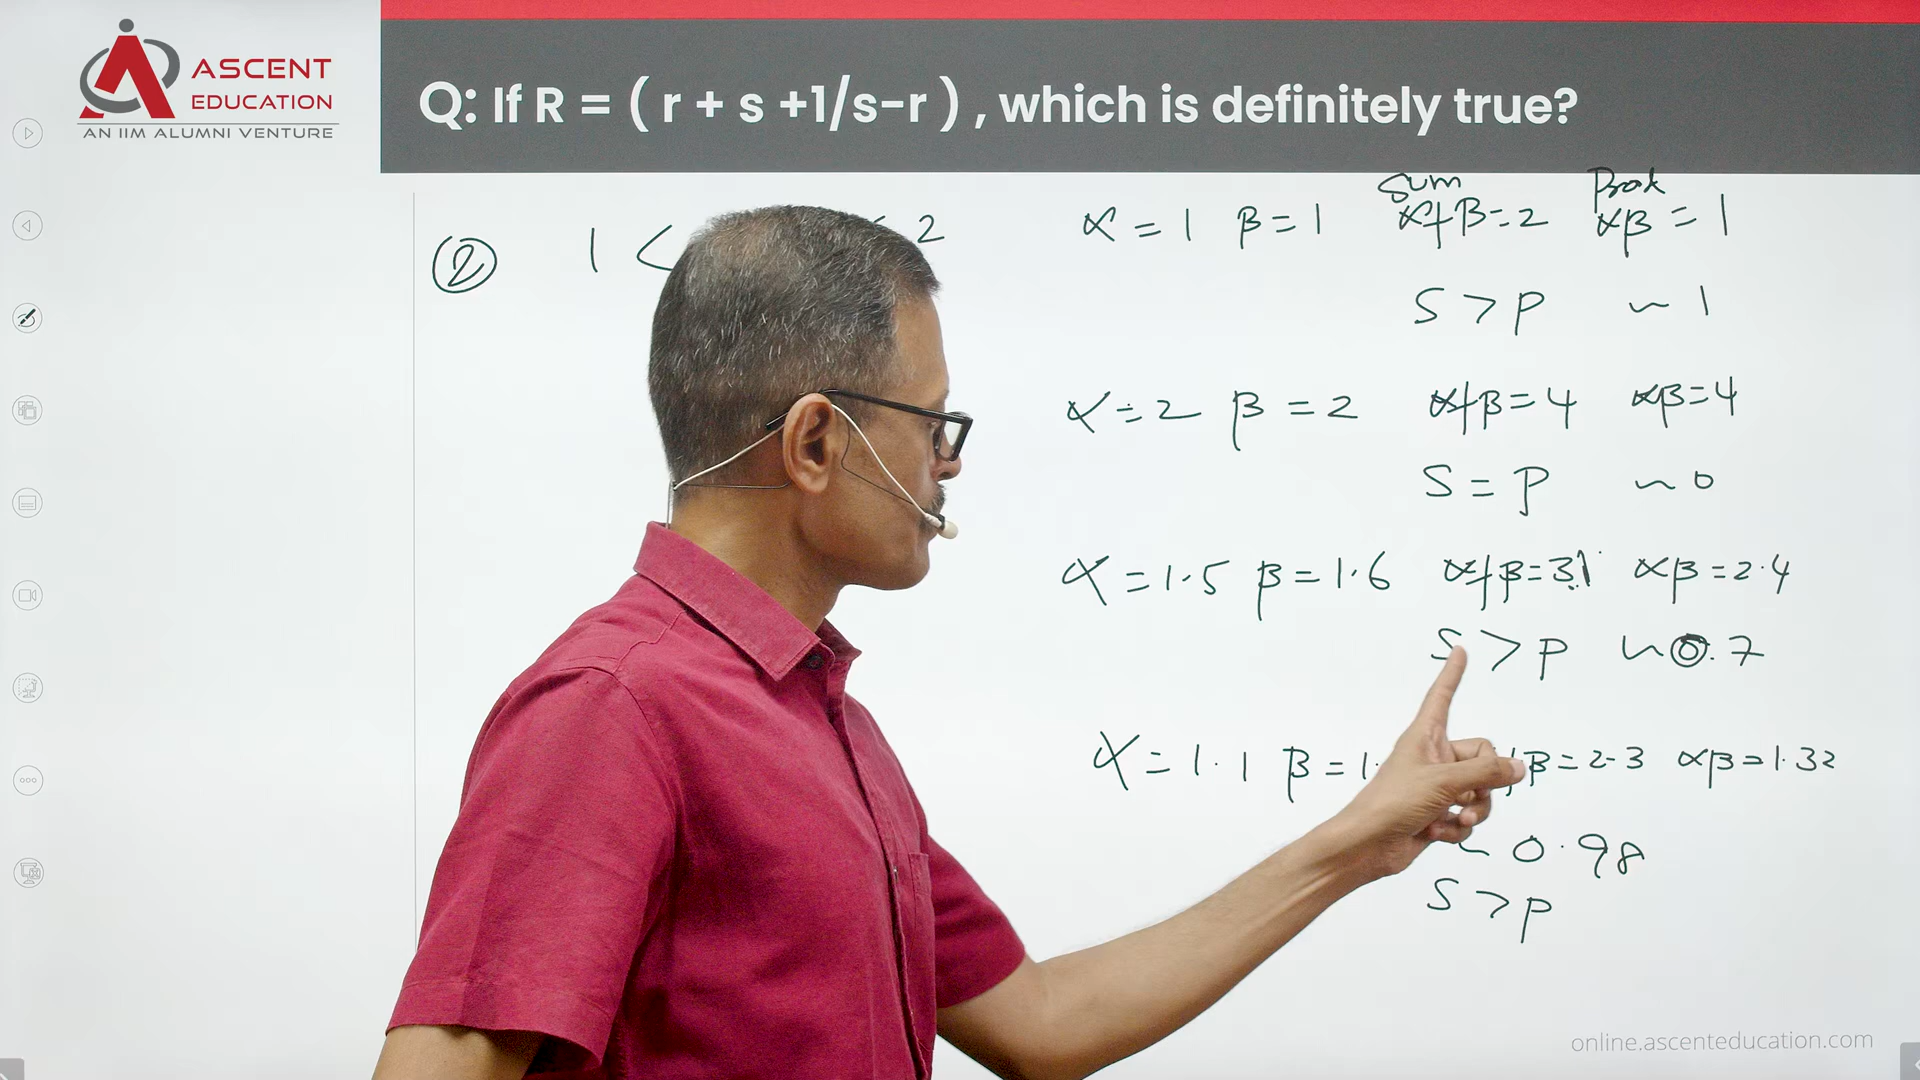 ASCENT
EDUCATION
AN IIM ALUMNI VENTURE
Q: If R = ( r + s +1/s-r ) , which is definitely true?
Sum Prod
② 1 < < 2 α = 1 β = 1 α+β = 2 αβ = 1
S > P ~ 1
α = 2 β = 2 α+β = 4 αβ = 4
S = P ~ 0
α = 1.5 β = 1.6 α+β = 3.1 αβ = 2.4
S > P ~ 0.7
α = 1.1 β = 1. β = 2.3 αβ = 1.32
~ 0.98
S > P
online.ascenteducation.com